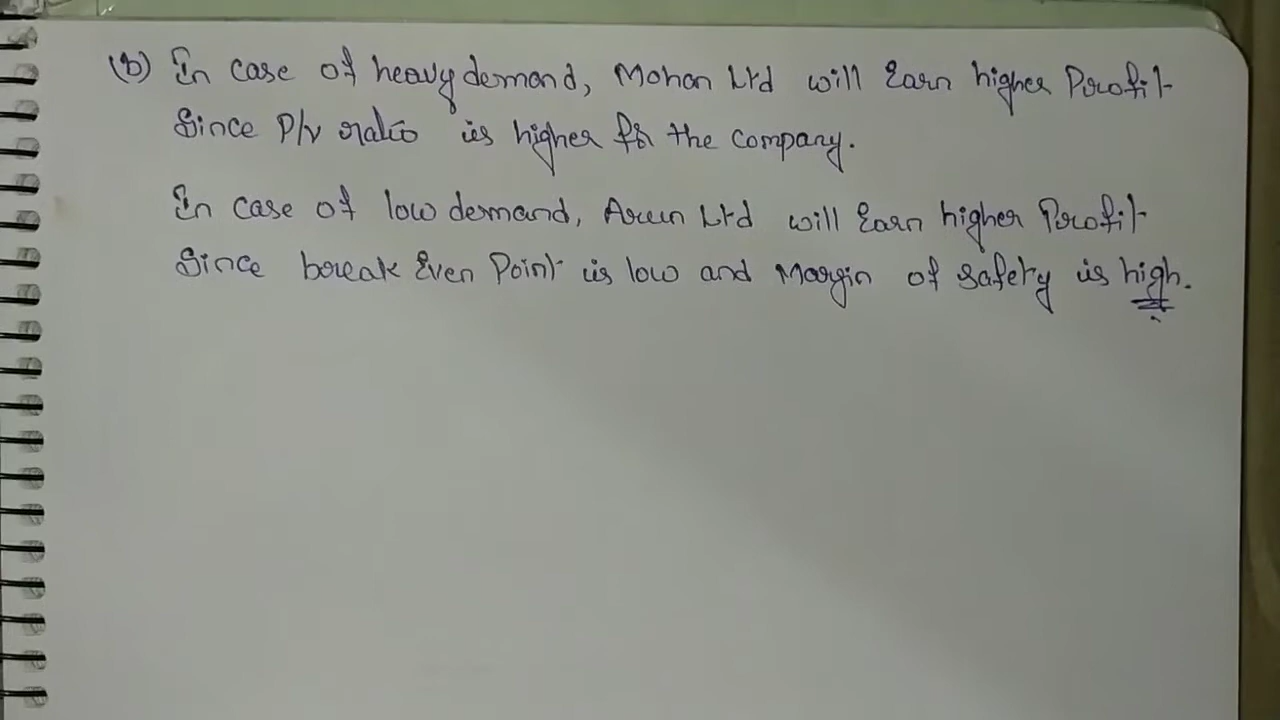 (b) In case of heavy demand, Mohan Ltd will Earn higher Profit
Since P/v ratio is higher for the company.
In case of low demand, Arun Ltd will Earn higher Profit
Since break Even Point is low and Margin of Safety is high.